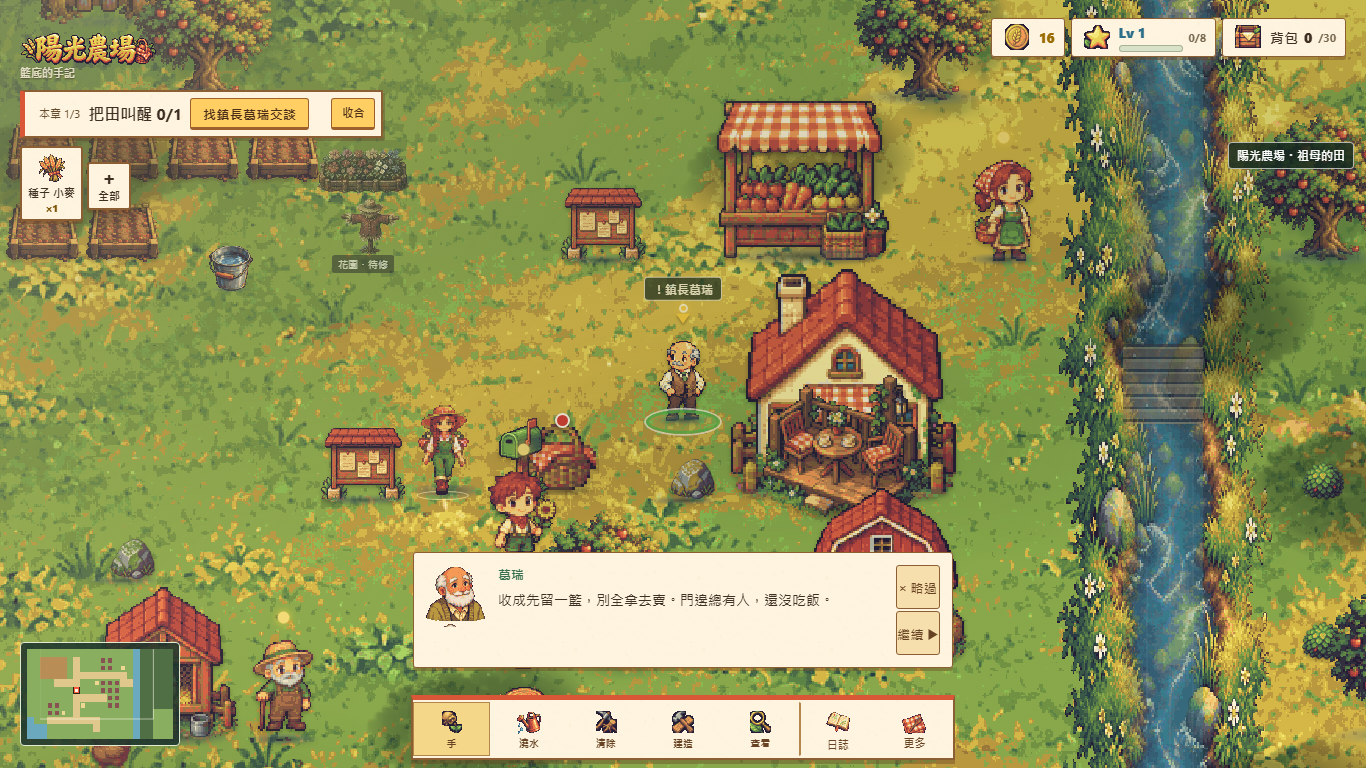 陽光農場
籃底的手記
本章 1/3 把田叫醒 0/1 找鎮長葛瑞交談 收合
種子 小麥
×1
+
全部
花圃・待修
16
Lv 1 0/8
背包 0 /30
陽光農場・祖母的田
！鎮長葛瑞
葛瑞
收成先留一籃，別全拿去賣。門邊總有人，還沒吃飯。
× 略過
繼續 ▶
手
澆水
清除
建造
查看
日誌
更多